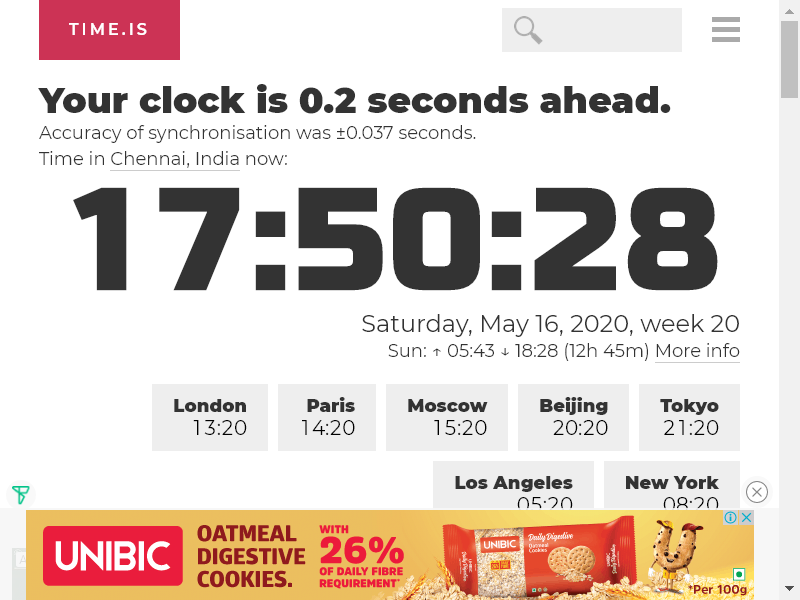 TIME.IS
Your clock is 0.2 seconds ahead.
Accuracy of synchronisation was ±0.037 seconds.
Time in Chennai, India now:
17:50:28
Saturday, May 16, 2020, week 20
Sun: ↑ 05:43 ↓ 18:28 (12h 45m) More info
London Paris Moscow Beijing Tokyo
13:20 14:20 15:20 20:20 21:20
Los Angeles New York
05:20 08:20
UNIBIC
OATMEAL
DIGESTIVE
COOKIES.
WITH
26%
OF DAILY FIBRE
REQUIREMENT*
UNIBIC
Daily Digestive
Oatmeal
Cookies
*Per 100g